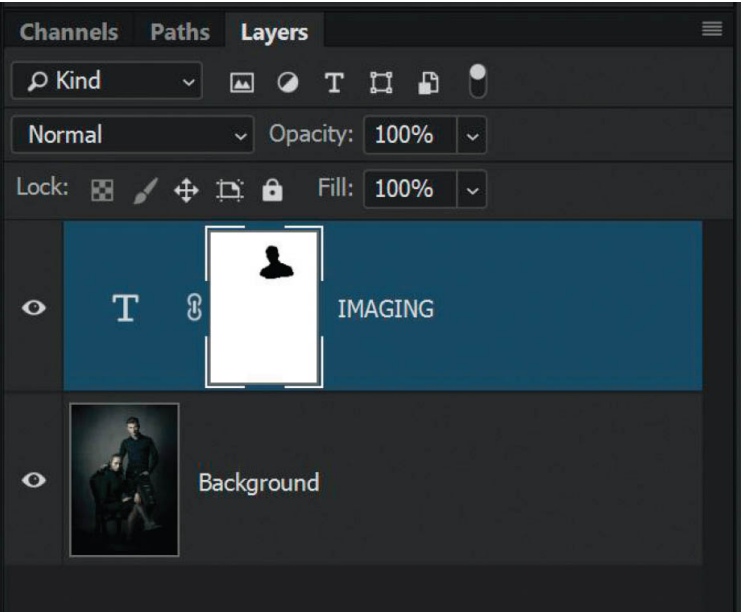 Channels Paths Layers
Kind
Normal Opacity: 100%
Lock: Fill: 100%
T IMAGING
Background